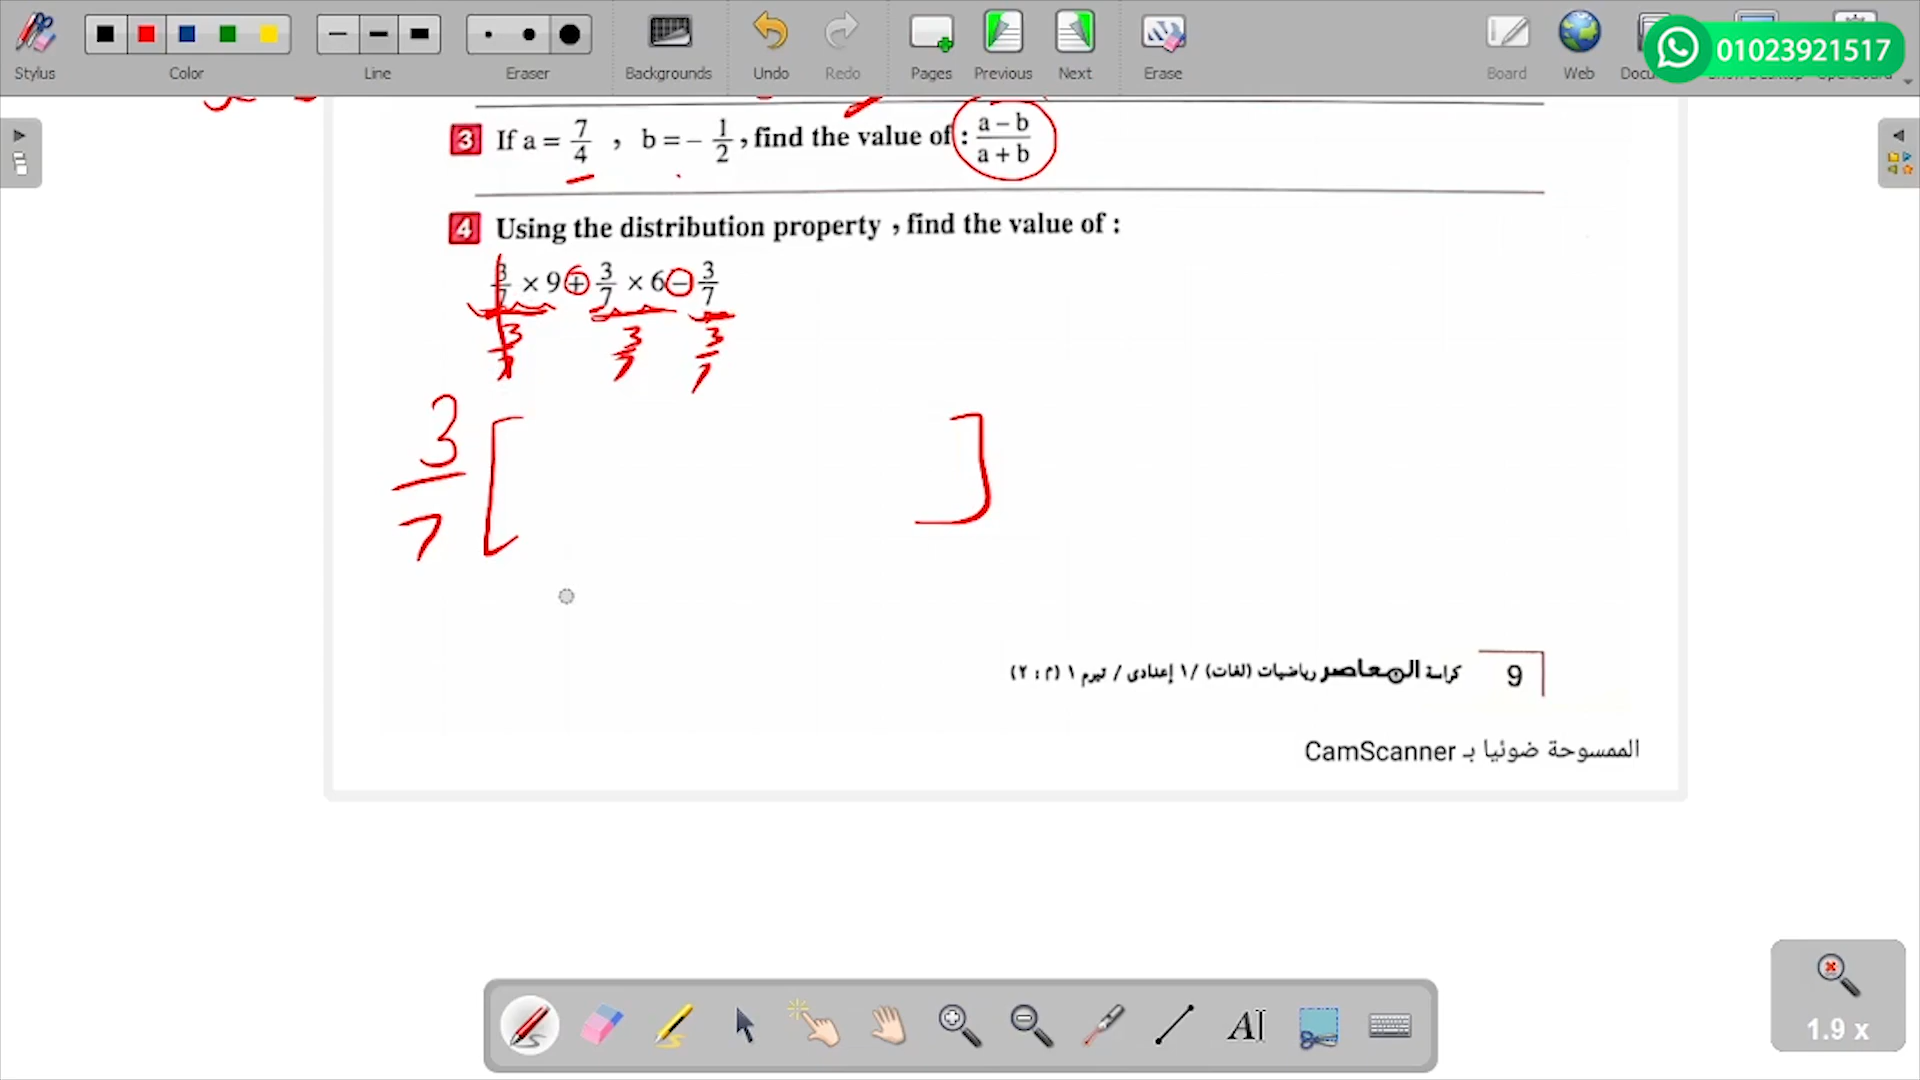 Stylus Color Line Eraser Backgrounds Undo Redo Pages Previous Next Erase Board Web
01023921517
3 If a = 7/4 , b = − 1/2 , find the value of : a − b / a + b
4 Using the distribution property , find the value of :
3/7 × 9 + 3/7 × 6 − 3/7
3/7 3/7 3/7
3/7 [ ]
كراسة المعاصر رياضيات (لغات) /١ إعدادى / تيرم ١ (م : ٢) 9
الممسوحة ضوئيا بـ CamScanner
AI
1.9 x